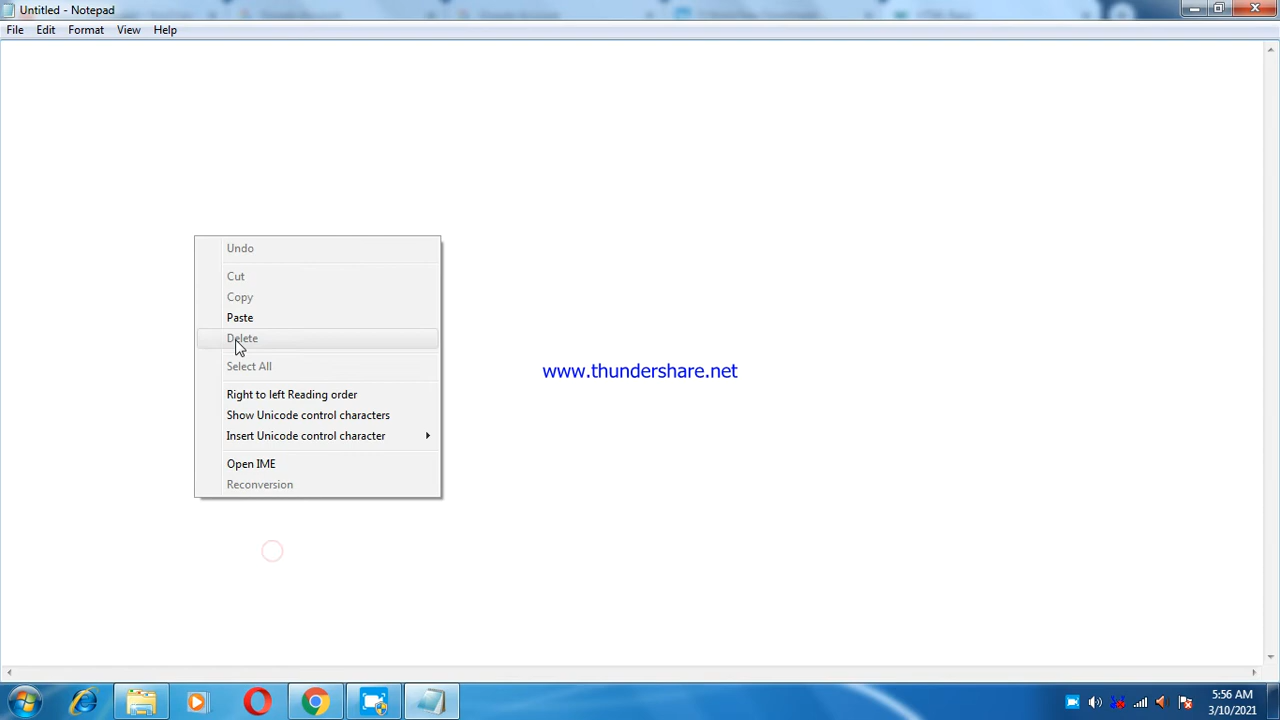 Untitled - Notepad
File Edit Format View Help
Undo
Cut
Copy
Paste
Delete
Select All
Right to left Reading order
Show Unicode control characters
Insert Unicode control character
Open IME
Reconversion
www.thundershare.net
5:56 AM
3/10/2021